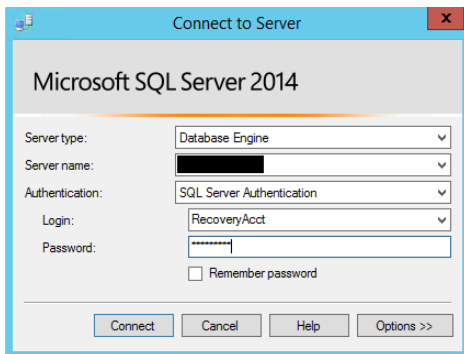 Connect to Server
x
Microsoft SQL Server 2014
Server type: Database Engine
Server name:
Authentication: SQL Server Authentication
Login: RecoveryAcct
Password: *********
Remember password
Connect Cancel Help Options >>